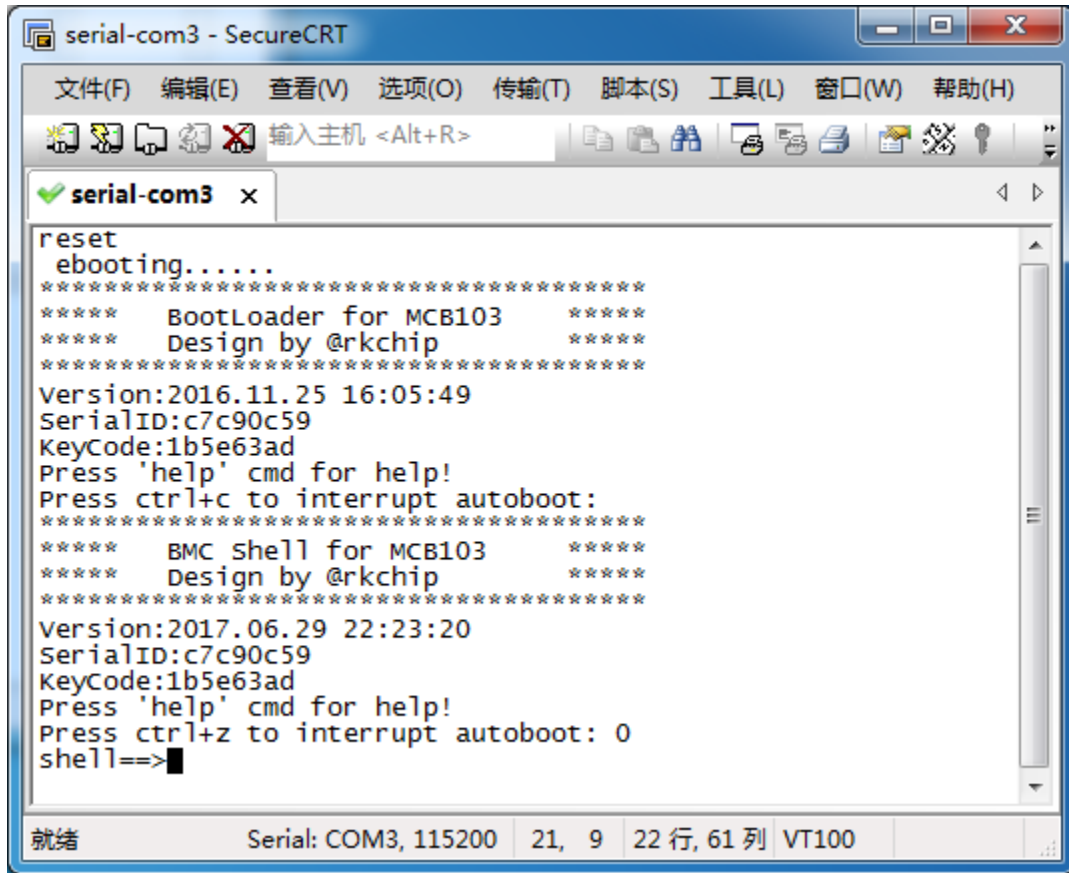 serial-com3 - SecureCRT
文件(F) 编辑(E) 查看(V) 选项(O) 传输(T) 脚本(S) 工具(L) 窗口(W) 帮助(H)
输入主机 <Alt+R>
serial-com3 x
reset
 ebooting......
**************************************
***** BootLoader for MCB103 *****
***** Design by @rkchip *****
**************************************
Version:2016.11.25 16:05:49
SerialID:c7c90c59
KeyCode:1b5e63ad
Press 'help' cmd for help!
Press ctrl+c to interrupt autoboot:
**************************************
***** BMC Shell for MCB103 *****
***** Design by @rkchip *****
**************************************
Version:2017.06.29 22:23:20
SerialID:c7c90c59
KeyCode:1b5e63ad
Press 'help' cmd for help!
Press ctrl+z to interrupt autoboot: 0
shell==>
就绪 Serial: COM3, 115200 21, 9 22 行, 61 列 VT100